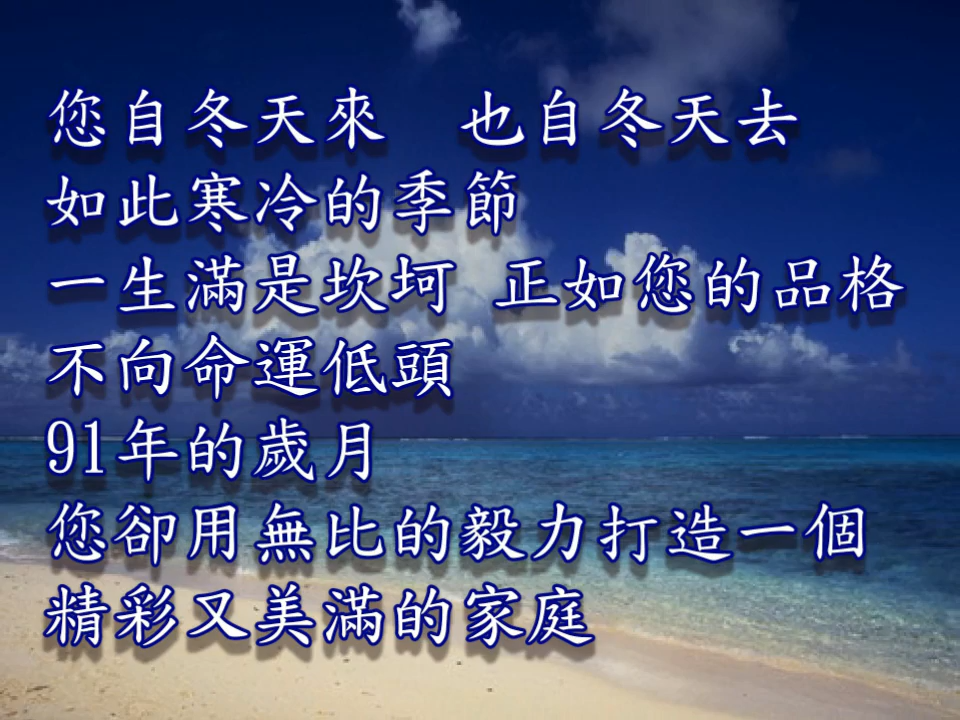 您自冬天來　也自冬天去
如此寒冷的季節
一生滿是坎坷 正如您的品格
不向命運低頭
91年的歲月
您卻用無比的毅力打造一個
精彩又美滿的家庭